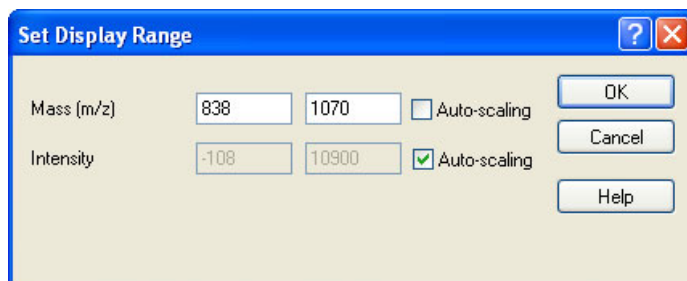 Set Display Range
Mass (m/z) 838 1070 Auto-scaling OK
Cancel
Intensity -108 10900 Auto-scaling
Help